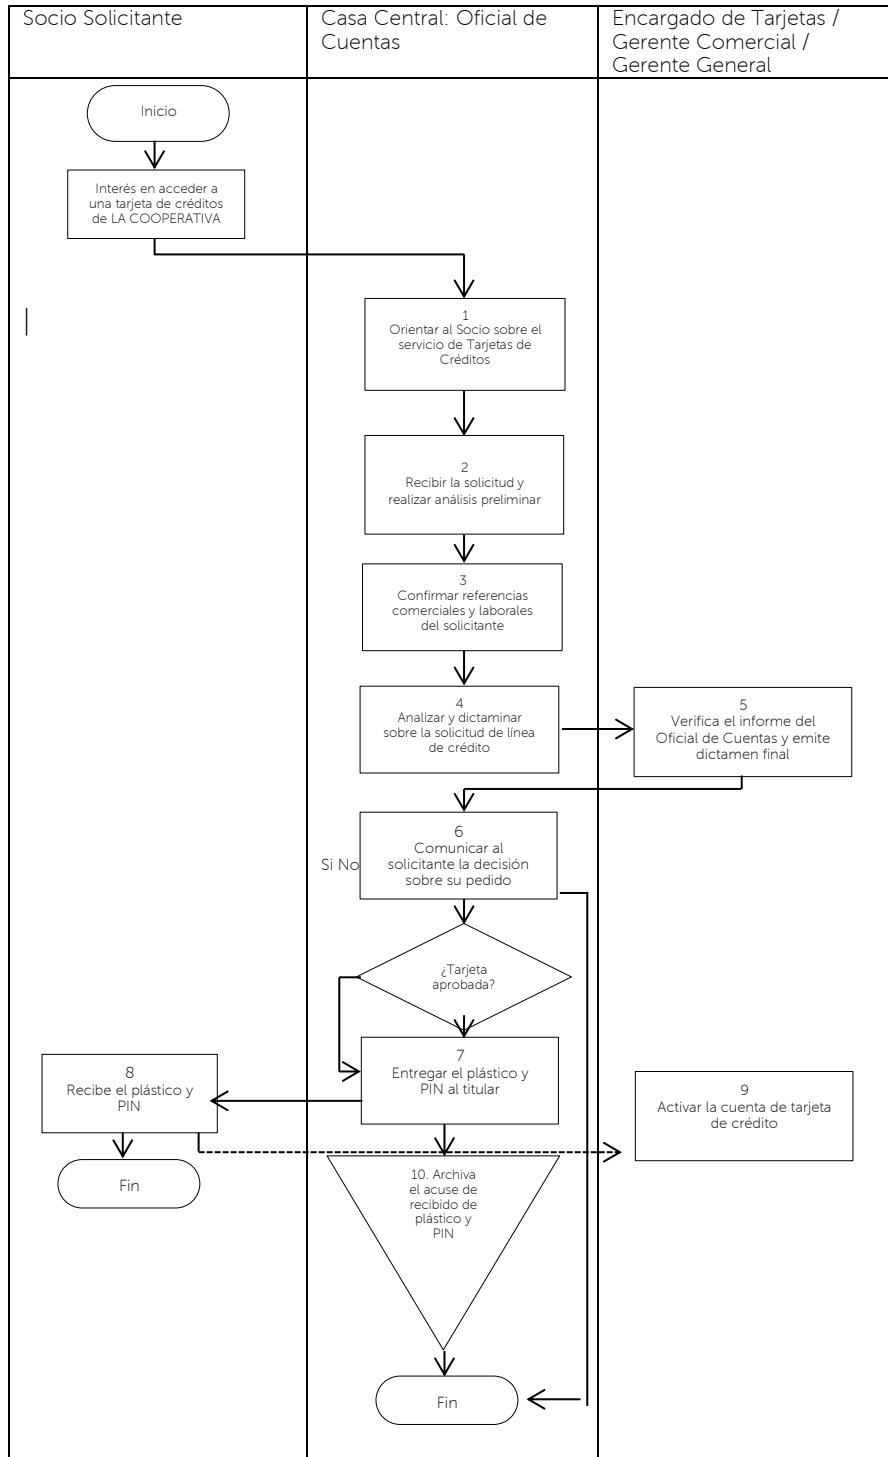 Socio Solicitante
Casa Central: Oficial de
Cuentas
Encargado de Tarjetas /
Gerente Comercial /
Gerente General
Inicio
Interés en acceder a
una tarjeta de créditos
de LA COOPERATIVA
1
Orientar al Socio sobre el
servicio de Tarjetas de
Créditos
2
Recibir la solicitud y
realizar análisis preliminar
3
Confirmar referencias
comerciales y laborales
del solicitante
4
Analizar y dictaminar
sobre la solicitud de línea
de crédito
5
Verifica el informe del
Oficial de Cuentas y emite
dictamen final
6
Comunicar al
solicitante la decisión
sobre su pedido
Si No
¿Tarjeta
aprobada?
7
Entregar el plástico y
PIN al titular
8
Recibe el plástico y
PIN
9
Activar la cuenta de tarjeta
de crédito
Fin
10. Archiva
el acuse de
recibido de
plástico y
PIN
Fin